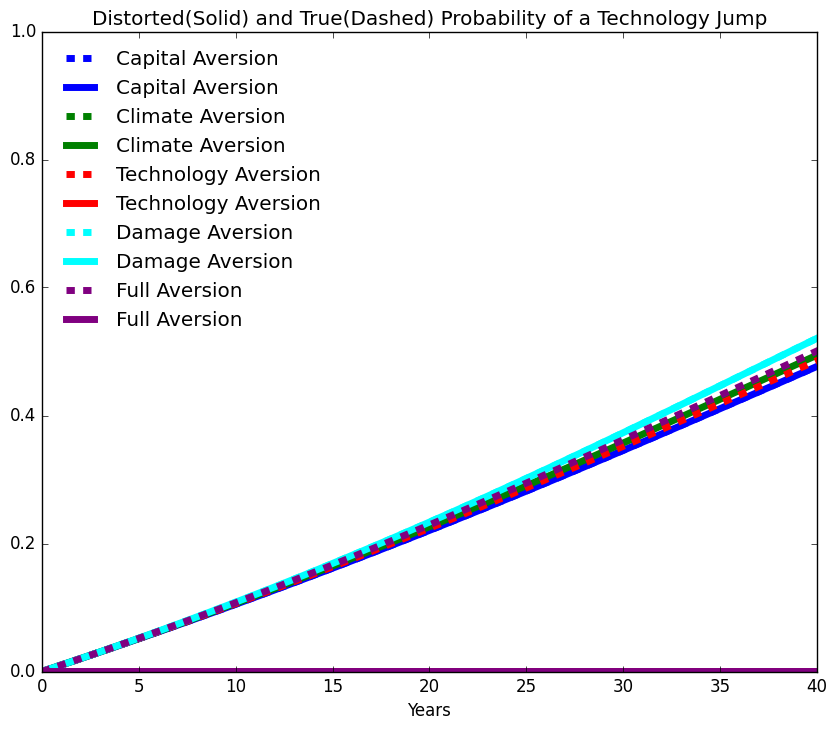 Distorted(Solid) and True(Dashed) Probability of a Technology Jump
1.0
0.8
0.6
0.4
0.2
0.0
Capital Aversion
Capital Aversion
Climate Aversion
Climate Aversion
Technology Aversion
Technology Aversion
Damage Aversion
Damage Aversion
Full Aversion
Full Aversion
0 5 10 15 20 25 30 35 40
Years